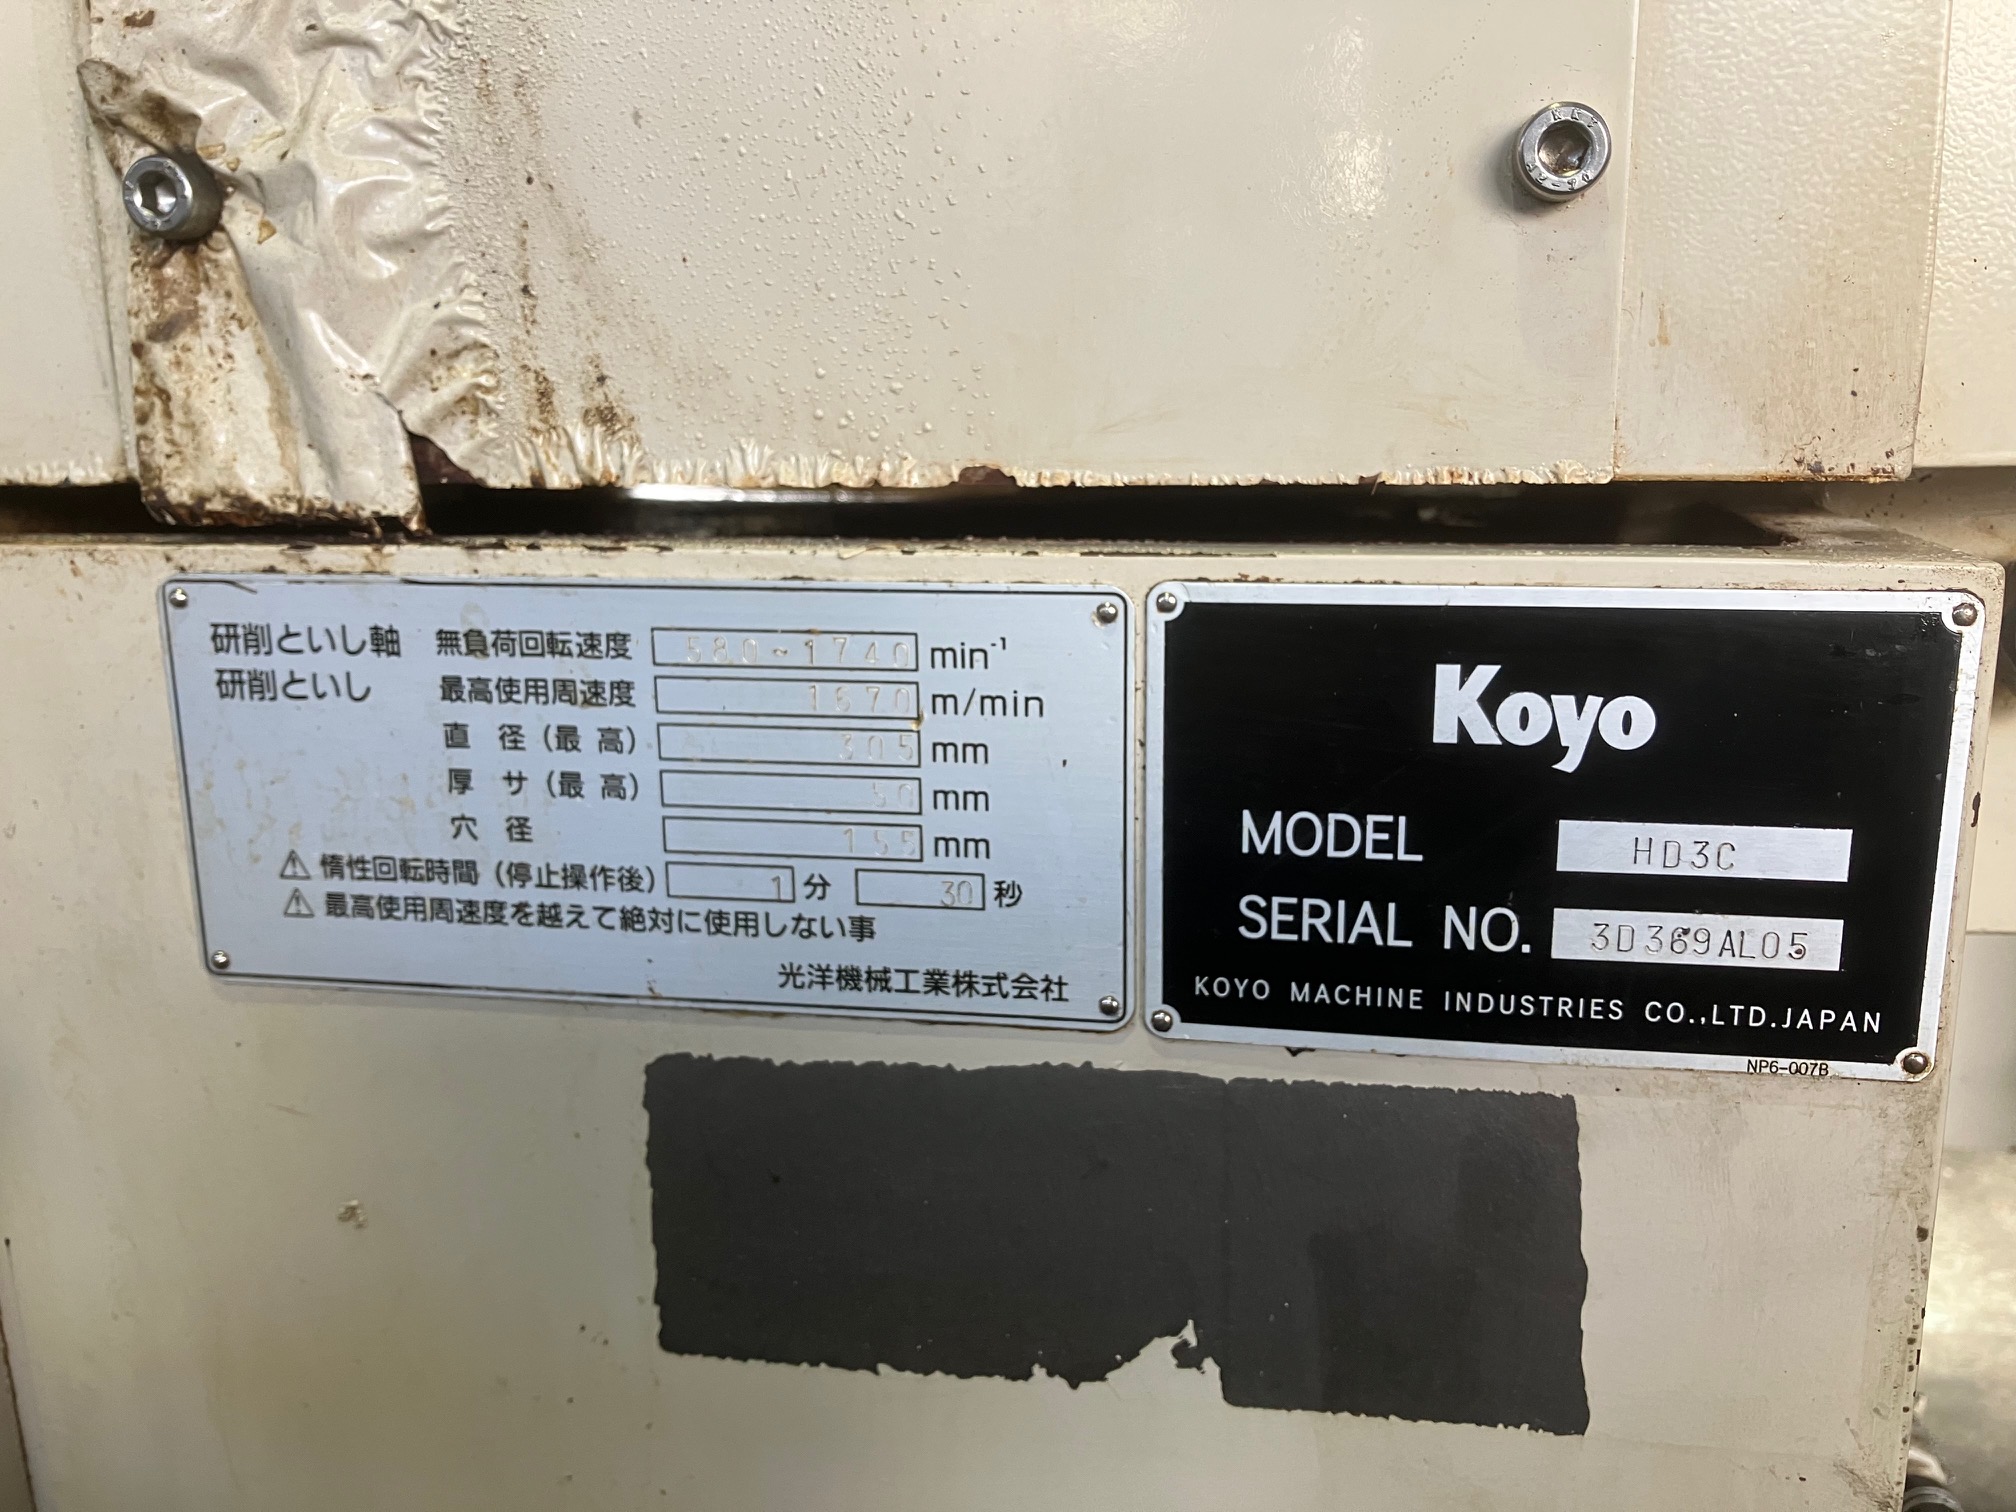 研削といし軸 無負荷回転速度 580~1740 min⁻¹
研削といし 最高使用周速度 1670 m/min
直 径(最 高) 305 mm
厚 サ(最 高) 50 mm
穴 径 155 mm
⚠ 惰性回転時間(停止操作後) 1 分 30 秒
⚠ 最高使用周速度を越えて絶対に使用しない事
光洋機械工業株式会社
Koyo
MODEL HD3C
SERIAL NO. 3D369AL05
KOYO MACHINE INDUSTRIES CO.,LTD.JAPAN
NP6-007B